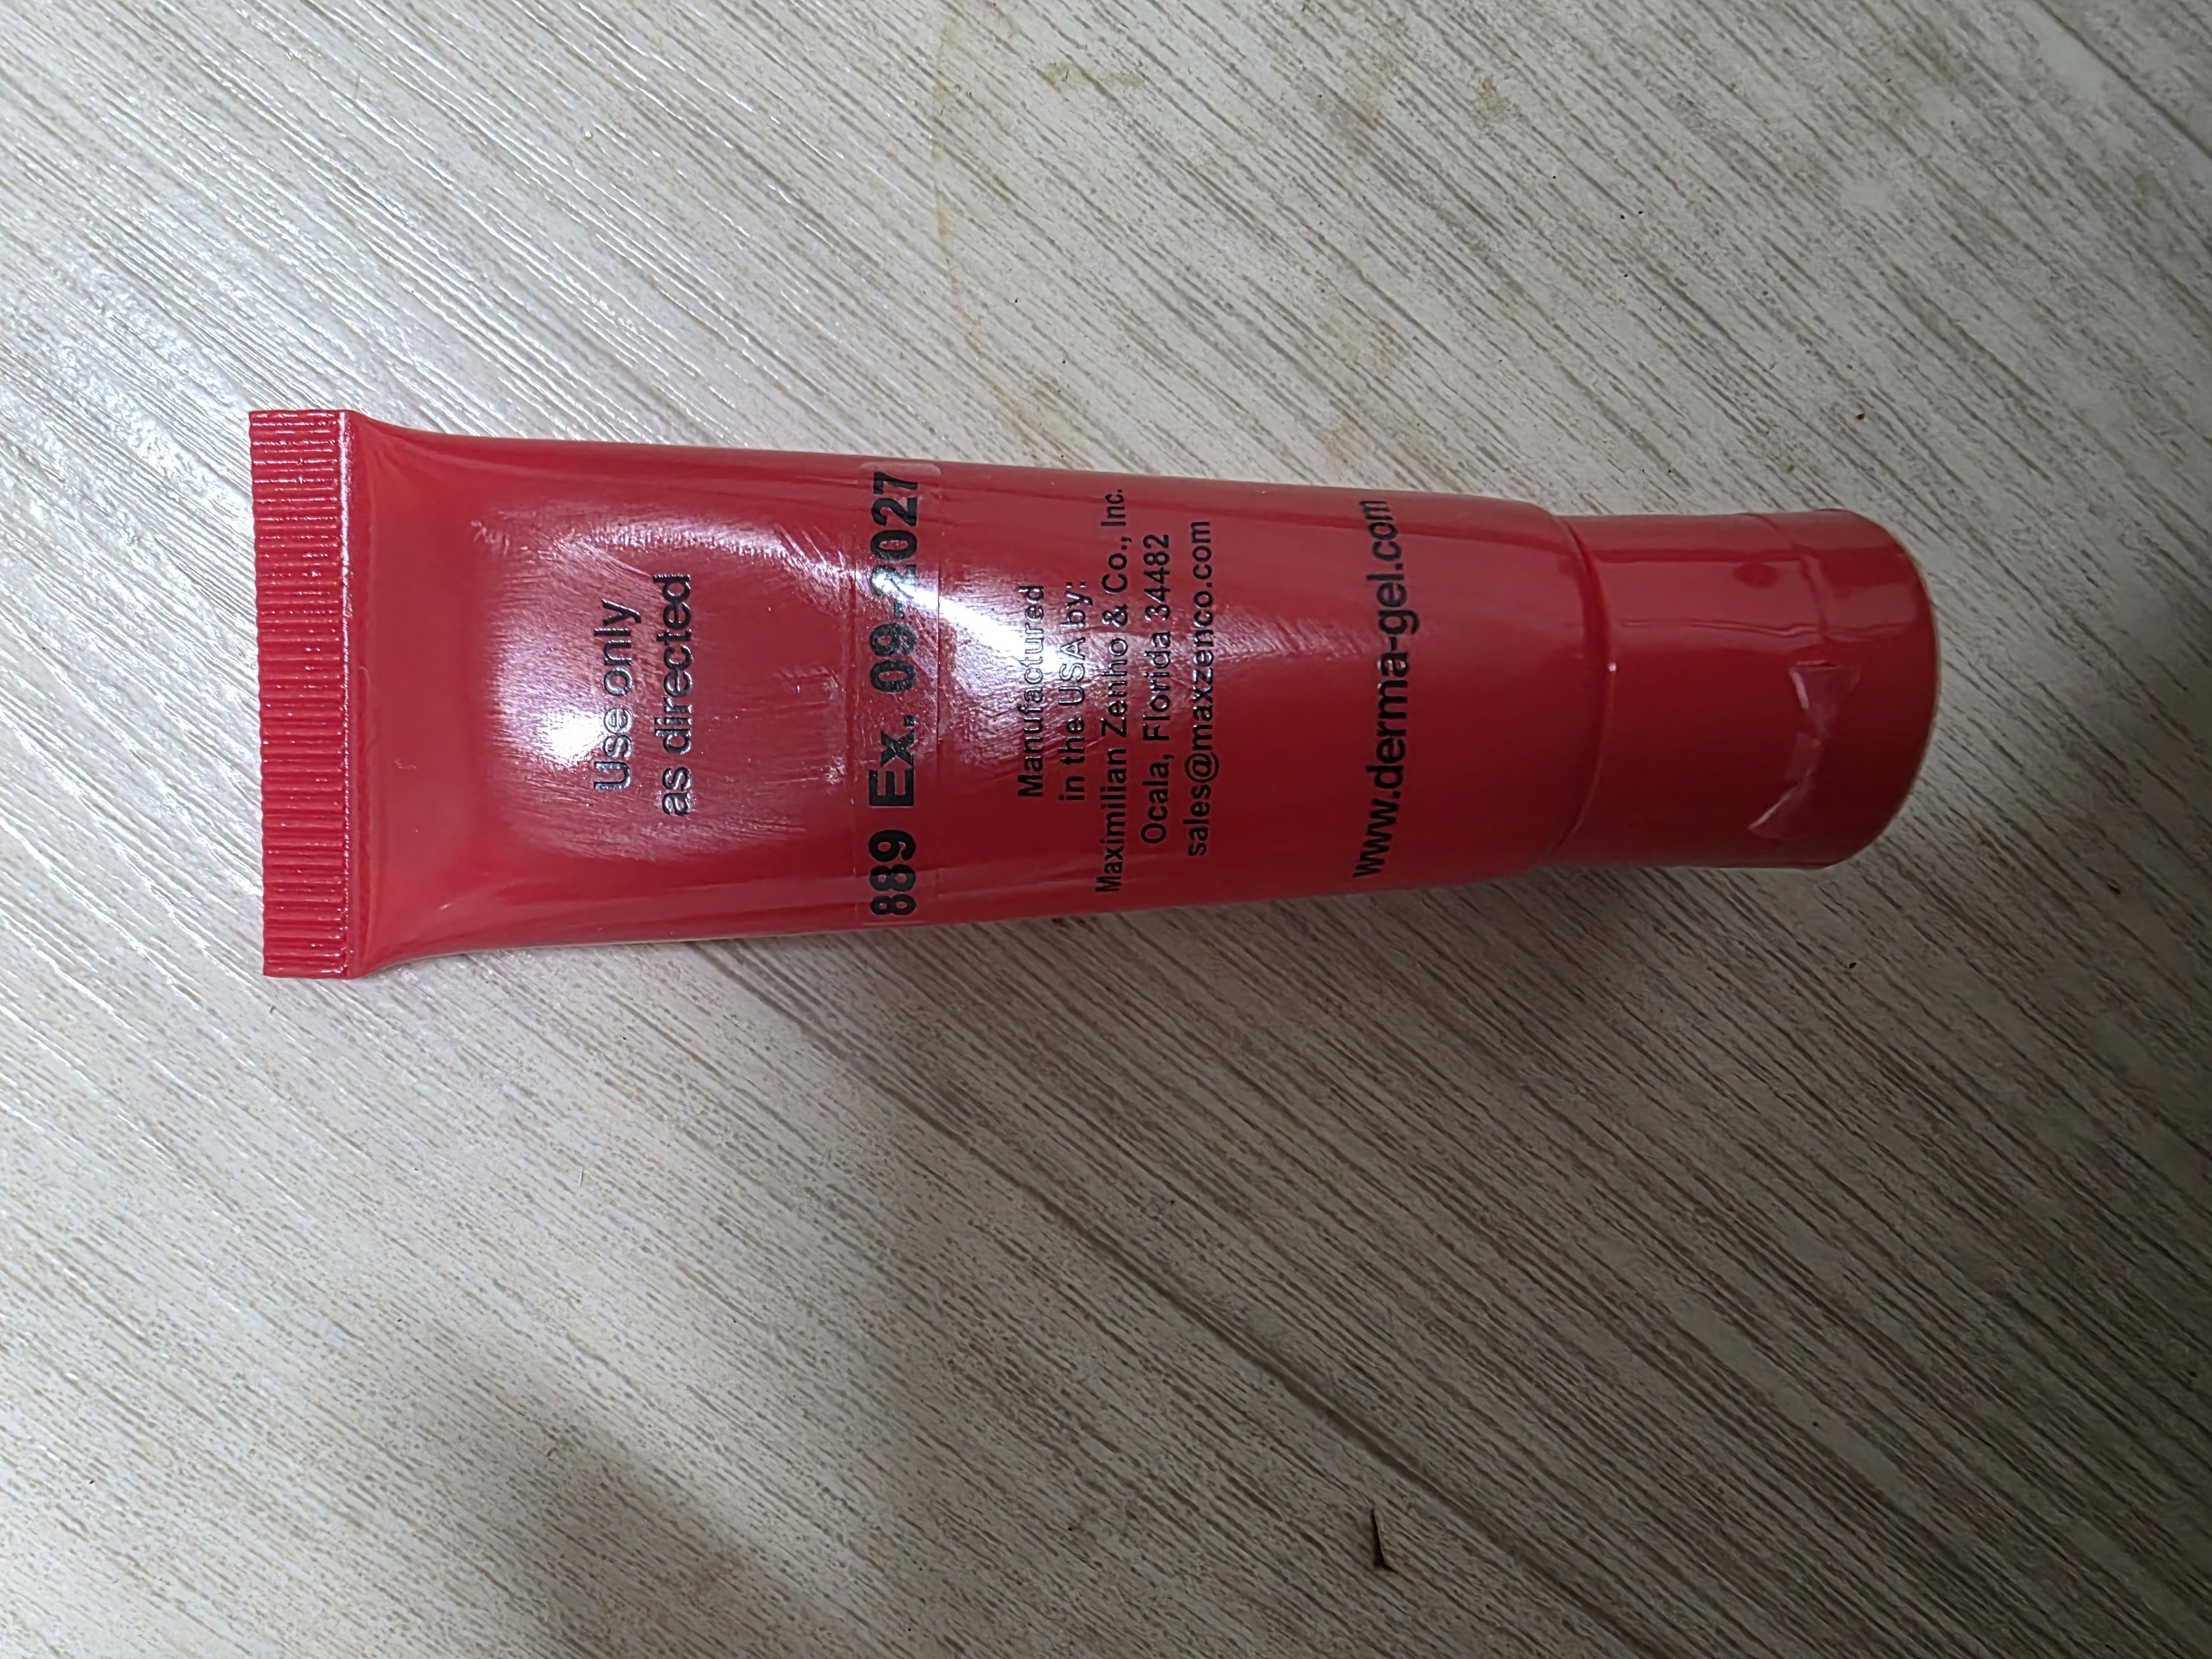 Use only
as directed
889 Ex. 09-2027
Manufactured
in the USA by:
Maximilian Zenho & Co., Inc.
Ocala, Florida 34482
sales@maxzenco.com
www.derma-gel.com